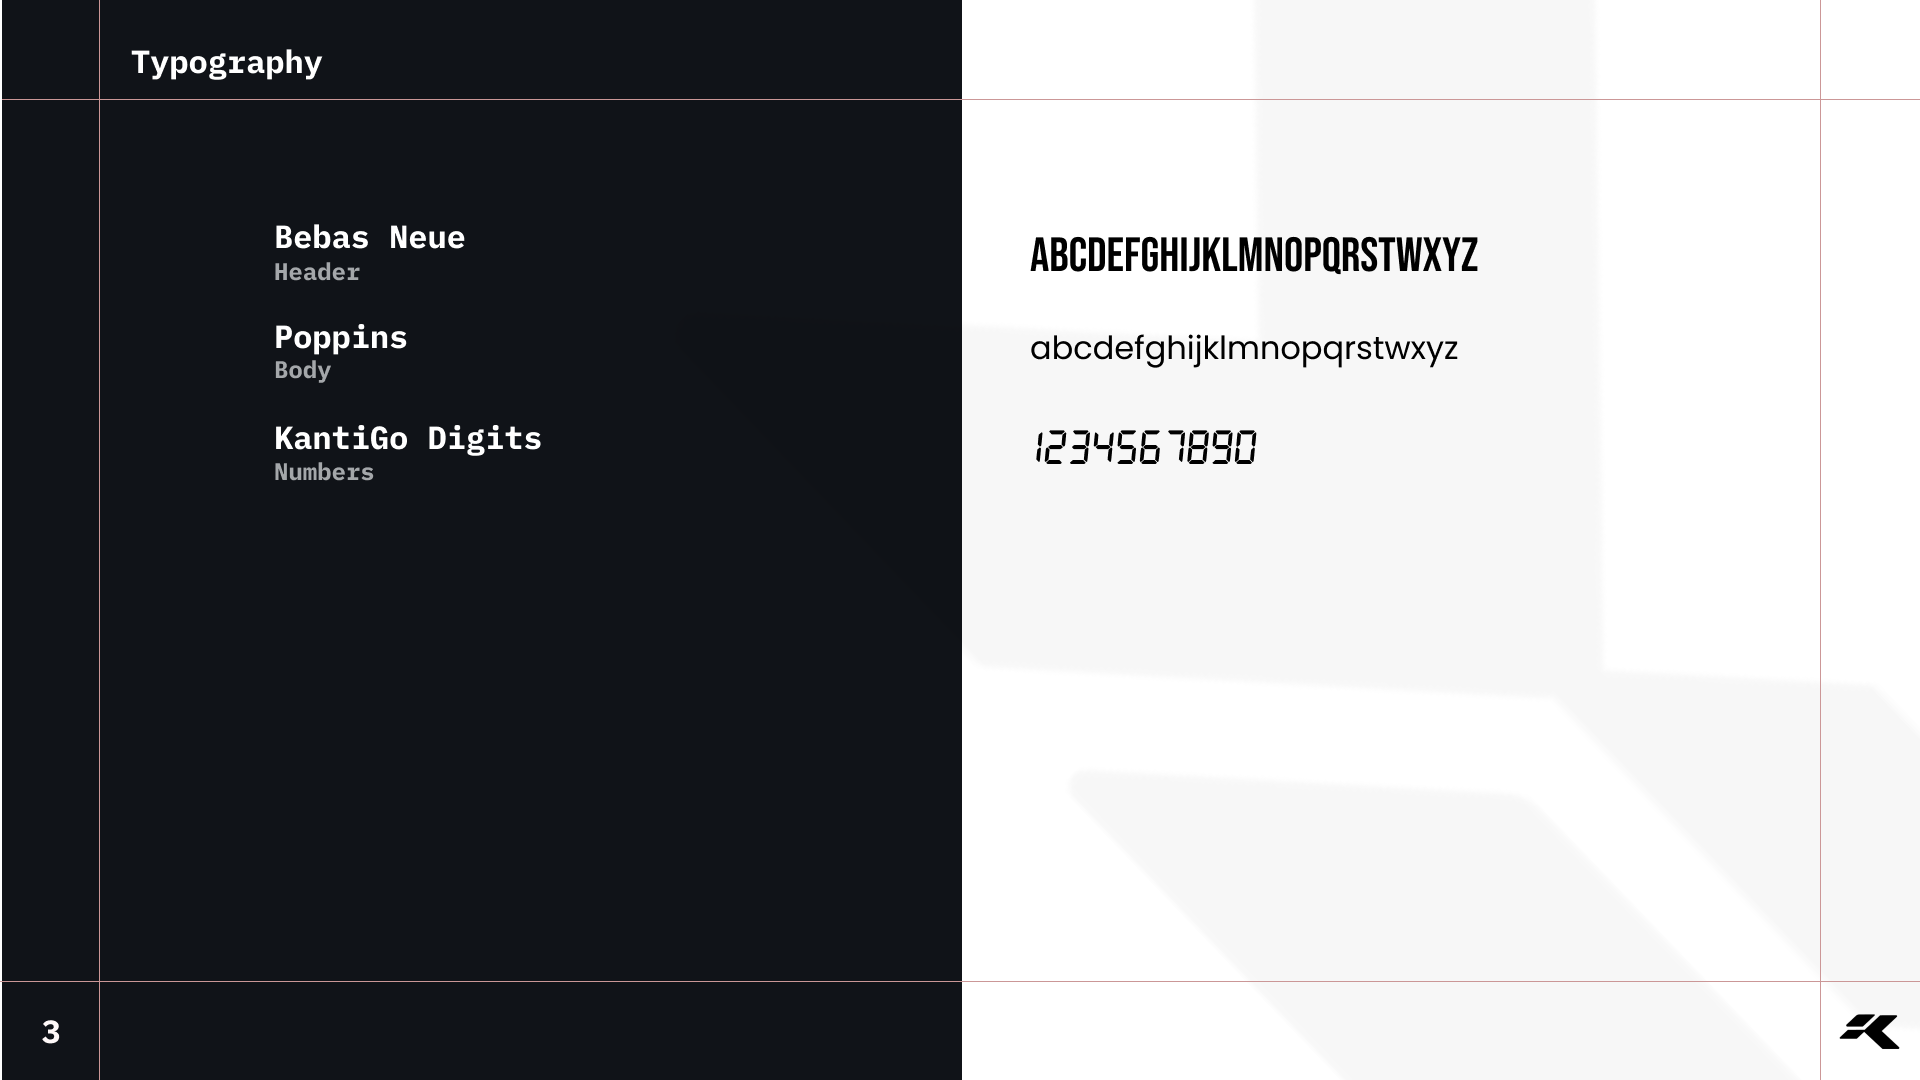 Typography
Bebas Neue
Header
ABCDEFGHIJKLMNOPQRSTWXYZ
Poppins
Body
abcdefghijklmnopqrstwxyz
KantiGo Digits
Numbers
1234567890
3